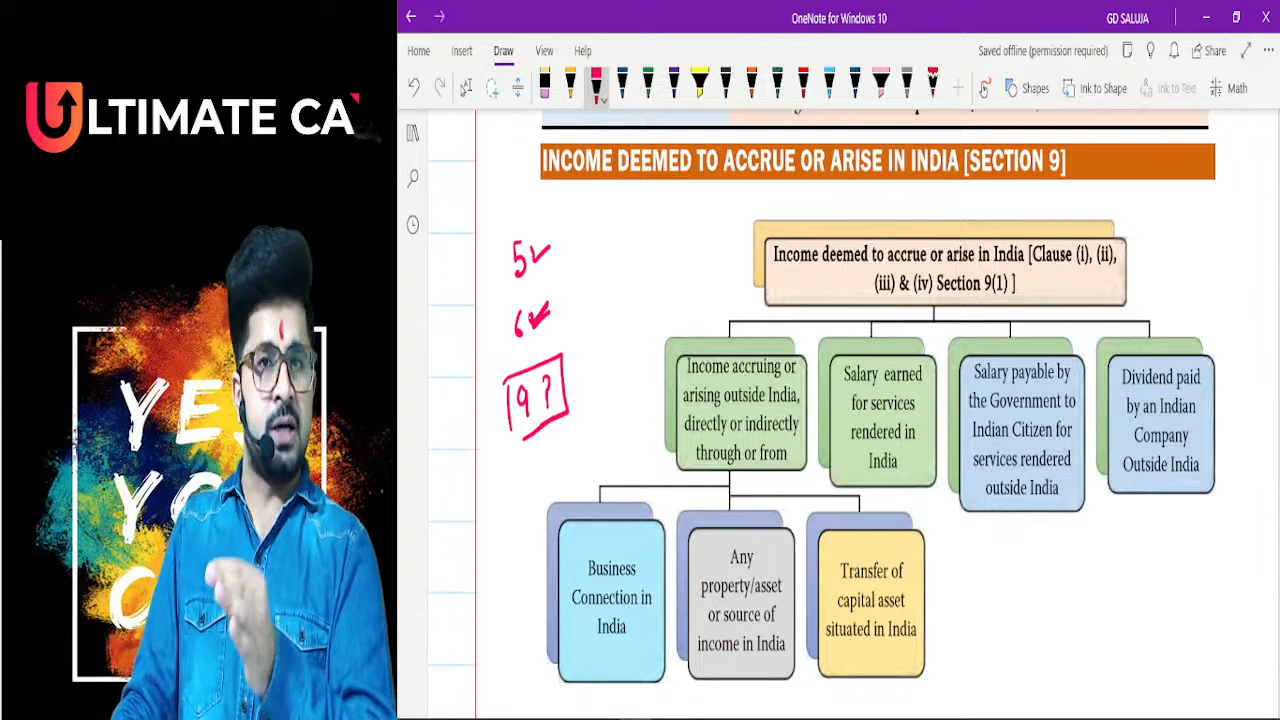 OneNote for Windows 10
GD SALUJA
Home Insert Draw View Help
Saved offline (permission required)
Share
Shapes
Ink to Shape
Ink to Text
Math
ULTIMATE CA
YES
YO
INCOME DEEMED TO ACCRUE OR ARISE IN INDIA [SECTION 9]
5✓
6✓
9 ?
Income deemed to accrue or arise in India [Clause (i), (ii),
(iii) & (iv) Section 9(1) ]
Income accruing or
arising outside India,
directly or indirectly
through or from
Salary earned
for services
rendered in
India
Salary payable by
the Government to
Indian Citizen for
services rendered
outside India
Dividend paid
by an Indian
Company
Outside India
Business
Connection in
India
Any
property/asset
or source of
income in India
Transfer of
capital asset
situated in India